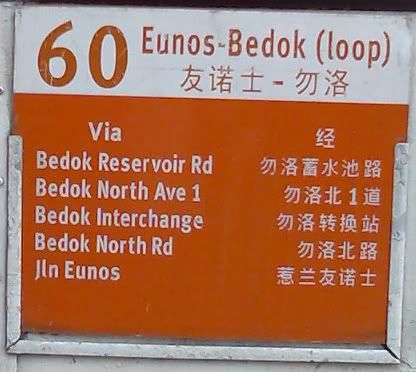 60 Eunos-Bedok (loop)
友诺士 - 勿洛
Via 经
Bedok Reservoir Rd 勿洛蓄水池路
Bedok North Ave 1 勿洛北1道
Bedok Interchange 勿洛转换站
Bedok North Rd 勿洛北路
Jln Eunos 惹兰友诺士